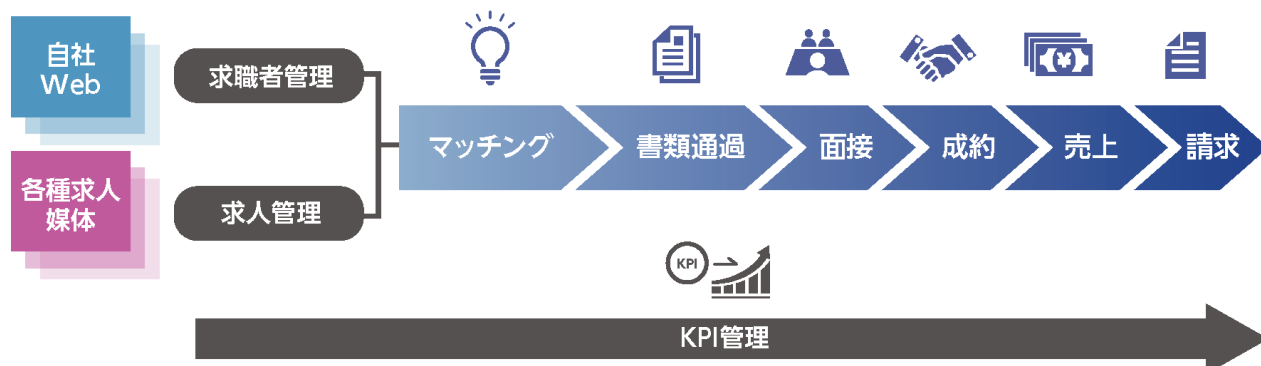 自社
Web
求職者管理
各種求人
媒体
求人管理
マッチング
書類通過
面接
成約
売上
請求
¥
KPI
KPI管理